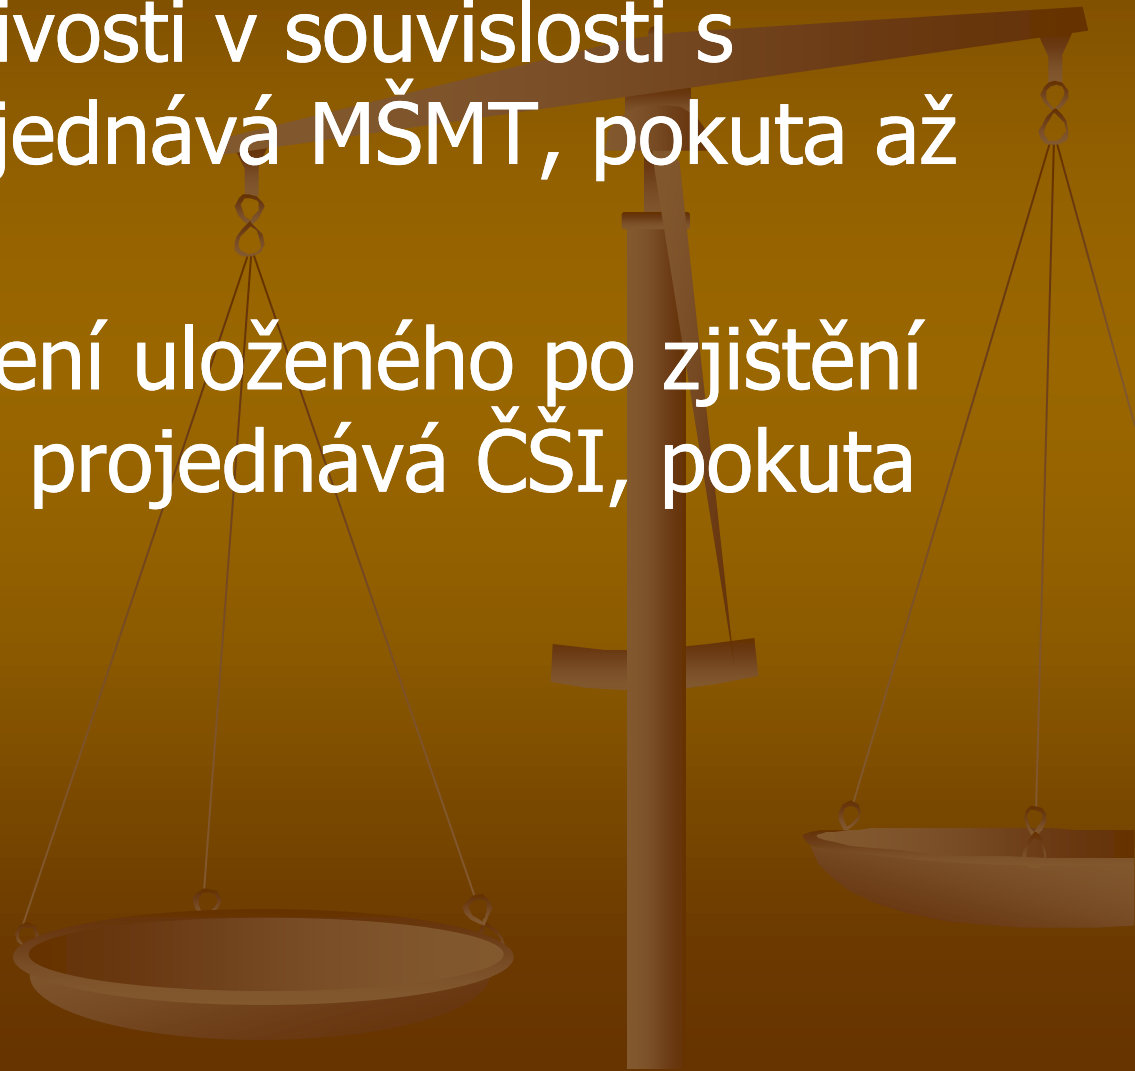 ivosti v souvislosti s
jednává MŠMT, pokuta až
ení uloženého po zjištění
projednává ČŠI, pokuta